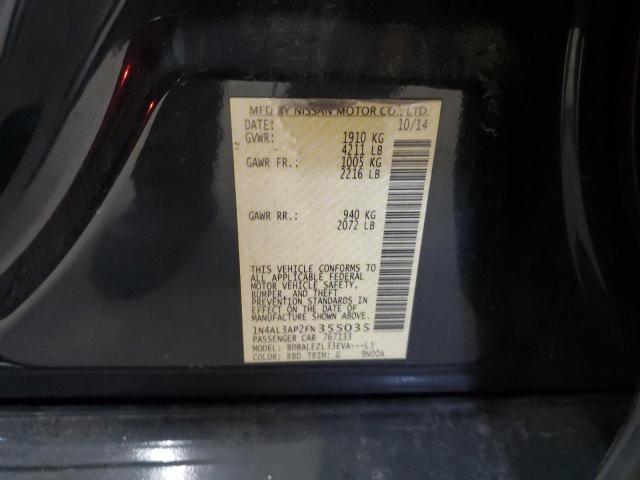 MFD BY NISSAN MOTOR CO., LTD.
DATE: 10/14
GVWR: 1910 KG
4211 LB
GAWR FR.: 1005 KG
2216 LB
GAWR RR.: 940 KG
2072 LB
THIS VEHICLE CONFORMS TO
ALL APPLICABLE FEDERAL
MOTOR VEHICLE SAFETY,
BUMPER, AND THEFT
PREVENTION STANDARDS
IN EFFECT ON THE DATE OF
MANUFACTURE SHOWN ABOVE.
1N4AL3AP2FN355035
PASSENGER CAR 767133
MODEL: BDBALEZL33EVA---LJ
COLOR: RBD TRIM: G 9N00A